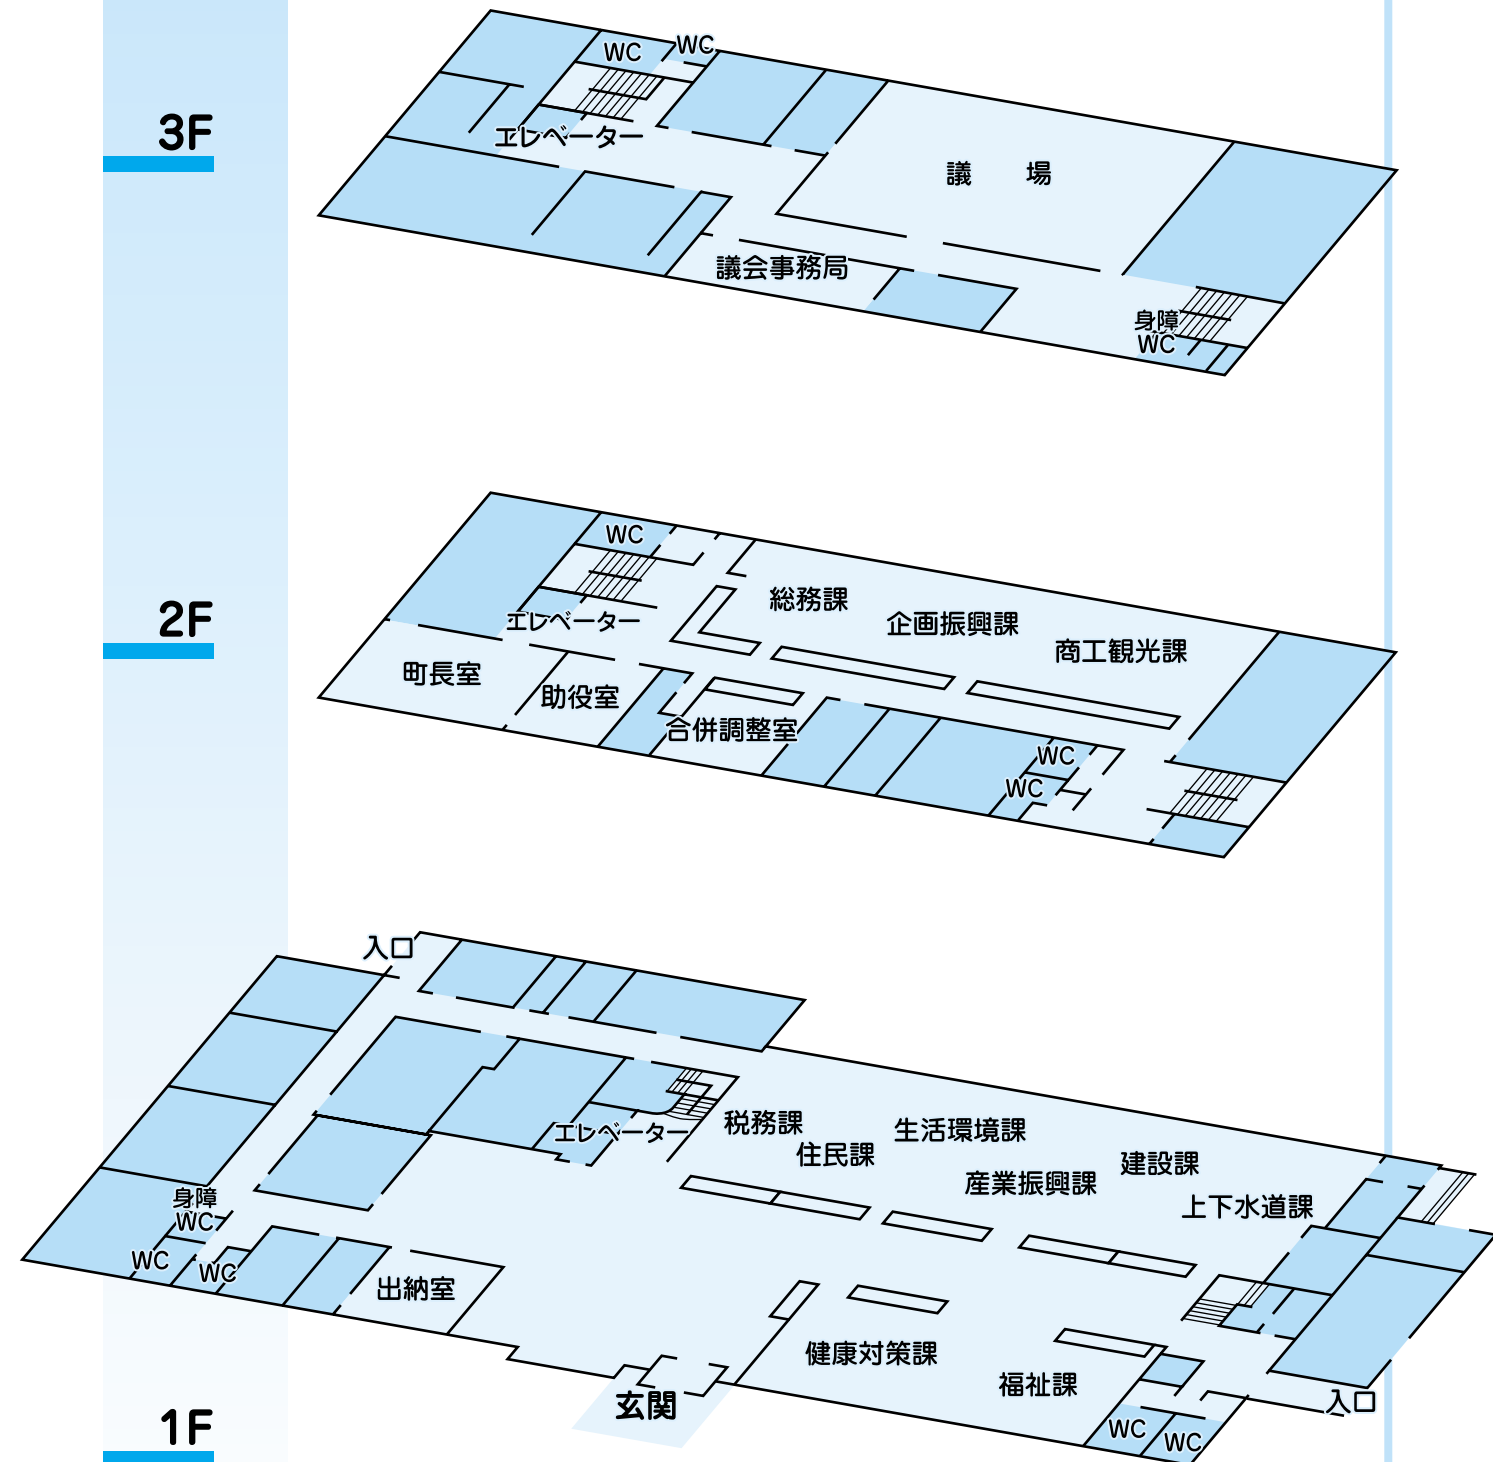 3F
WC
WC
エレベーター
議　場
議会事務局
身障
WC
2F
WC
エレベーター
総務課
企画振興課
商工観光課
町長室
助役室
合併調整室
WC
WC
1F
入口
エレベーター
税務課
住民課
生活環境課
産業振興課
建設課
上下水道課
身障
WC
WC
WC
出納室
健康対策課
福祉課
玄関
入口
WC
WC